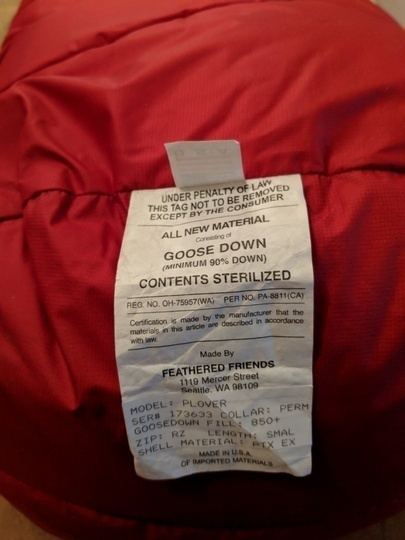 UNDER PENALTY OF LAW
THIS TAG NOT TO BE REMOVED
EXCEPT BY THE CONSUMER
ALL NEW MATERIAL
Consisting of
GOOSE DOWN
(MINIMUM 90% DOWN)
CONTENTS STERILIZED
REG. NO. OH-75957(WA) PER NO. PA-8811(CA)
Certification is made by the manufacturer that the
materials in this article are described in accordance
with law.
Made By
FEATHERED FRIENDS
1119 Mercer Street
Seattle, WA 98109
MODEL: PLOVER
SER# 173633 COLLAR: PERM
GOOSEDOWN FILL: 850+
ZIP: RZ LENGTH: SMAL
SHELL MATERIAL: PTX EX
MADE IN U.S.A.
OF IMPORTED MATERIALS